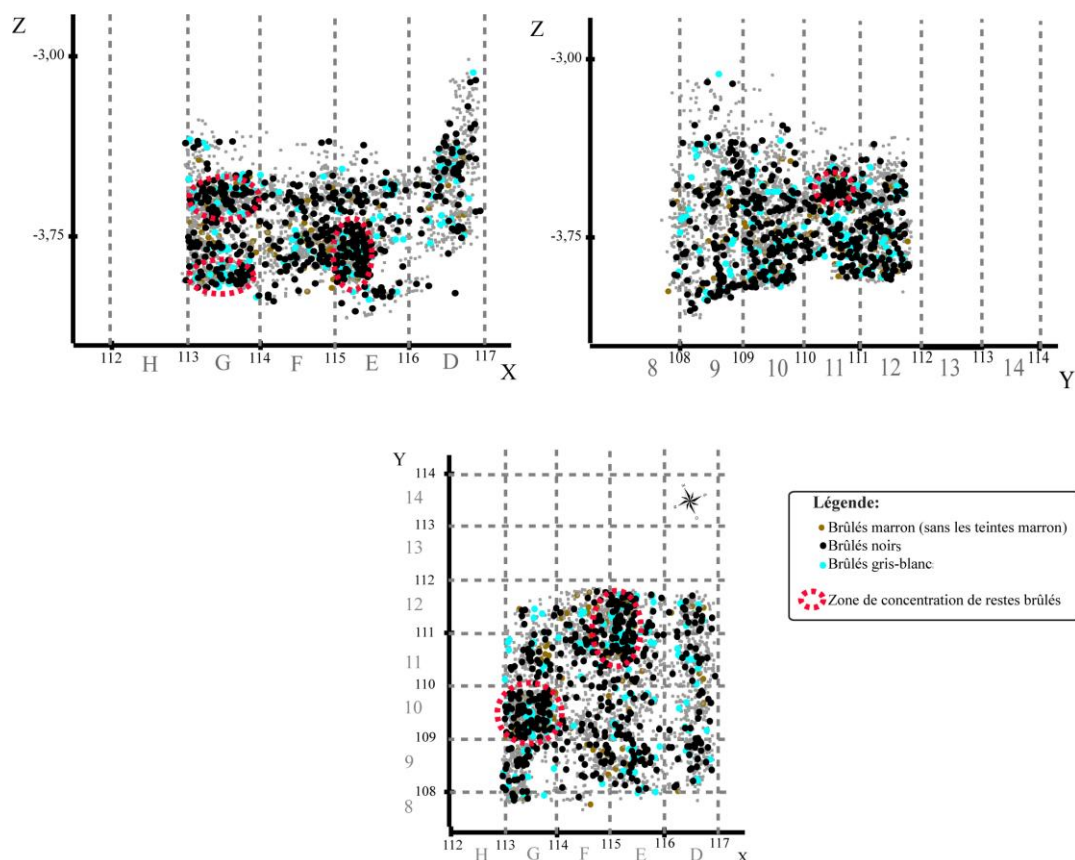 Z
-3,00
-3,75
112 113 114 115 116 117
H G F E D
X
Z
-3,00
-3,75
108 109 110 111 112 113 114
8 9 10 11 12 13 14
Y
Y
114
14
113
13
112
12
111
11
110
10
109
9
108
8
112 113 114 115 116 117
H G F E D
X
Légende:
Brûlés marron (sans les teintes marron)
Brûlés noirs
Brûlés gris-blanc
Zone de concentration de restes brûlés